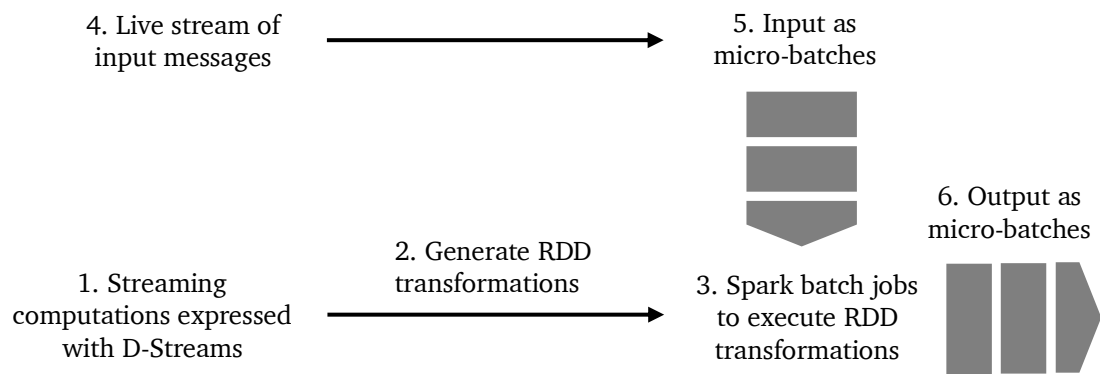 4. Live stream of
input messages
5. Input as
micro-batches
6. Output as
micro-batches
2. Generate RDD
transformations
1. Streaming
computations expressed
with D-Streams
3. Spark batch jobs
to execute RDD
transformations